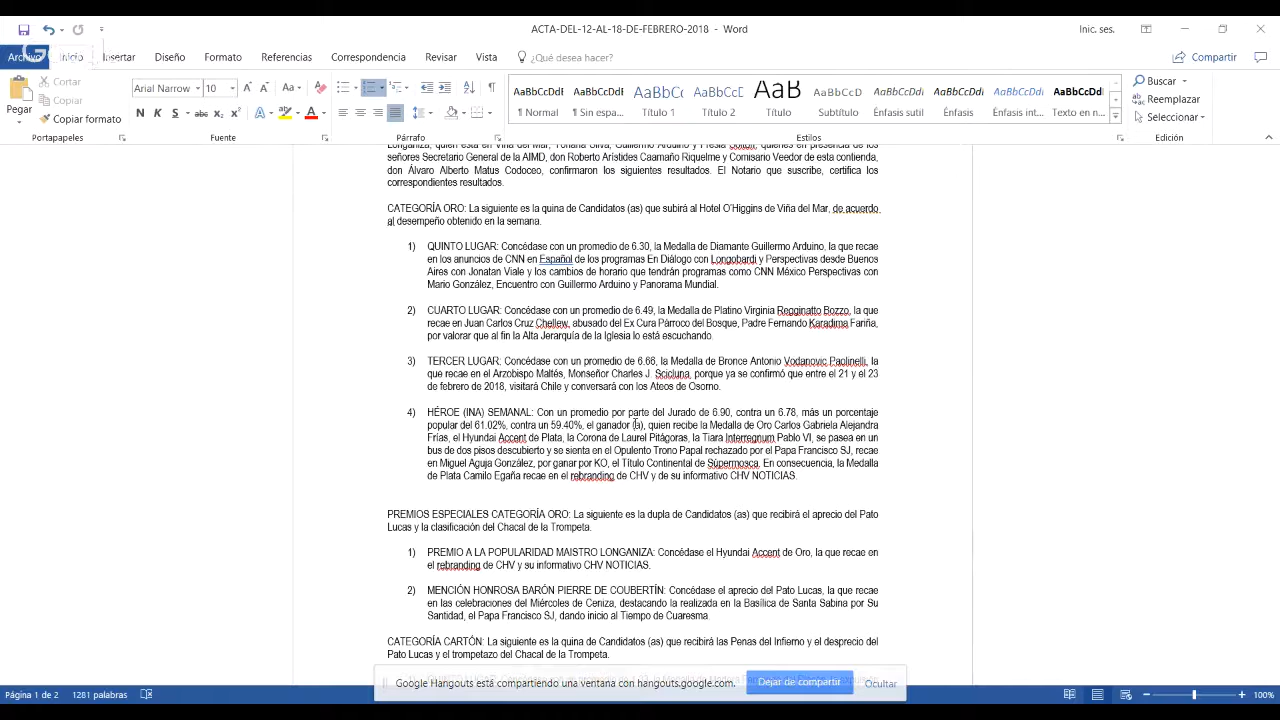 ACTA-DEL-12-AL-18-DE-FEBRERO-2018 - Word
Inic. ses.
Archivo Inicio Insertar Diseño Formato Referencias Correspondencia Revisar Vista ¿Qué desea hacer? Compartir
Cortar
Copiar
Pegar
Copiar formato
Arial Narrow 10
N K S abc x₂ x²
AaBbCcDdE AaBbCcDdE AaBbCc AaBbCcD AaB AaBbCcD AaBbCcDd AaBbCcDd AaBbCcDd AaBbCcDd
¶ Normal ¶ Sin espa... Título 1 Título 2 Título Subtítulo Énfasis sutil Énfasis Énfasis int... Texto en n...
Buscar
Reemplazar
Seleccionar
Portapapeles Fuente Párrafo Estilos Edición
señores Secretario General de la AIMD, don Roberto Arístides Caamaño Riquelme y Comisario Veedor de esta contienda,
don Álvaro Alberto Matus Codoceo, confirmaron los siguientes resultados. El Notario que suscribe, certifica los
correspondientes resultados.
CATEGORÍA ORO: La siguiente es la quina de Candidatos (as) que subirá al Hotel O'Higgins de Viña del Mar, de acuerdo
al desempeño obtenido en la semana.
1) QUINTO LUGAR: Concédase con un promedio de 6.30, la Medalla de Diamante Guillermo Arduino, la que recae
en los anuncios de CNN en Español de los programas En Diálogo con Longobardi y Perspectivas desde Buenos
Aires con Jonatan Viale y los cambios de horario que tendrán programas como CNN México Perspectivas con
Mario González, Encuentro con Guillermo Arduino y Panorama Mundial.
2) CUARTO LUGAR: Concédase con un promedio de 6.49, la Medalla de Platino Virginia Regginatto Bozzo, la que
recae en Juan Carlos Cruz Chellew, abusado del Ex Cura Párroco del Bosque, Padre Fernando Karadima Fariña,
por valorar que al fin la Alta Jerarquía de la Iglesia lo está escuchando.
3) TERCER LUGAR: Concédase con un promedio de 6.66, la Medalla de Bronce Antonio Vodanovic Paolinelli, la
que recae en el Arzobispo Maltés, Monseñor Charles J. Scicluna, porque ya se confirmó que entre el 21 y el 23
de febrero de 2018, visitará Chile y conversará con los Ateos de Osorno.
4) HÉROE (INA) SEMANAL: Con un promedio por parte del Jurado de 6.90, contra un 6.78, más un porcentaje
popular del 61.02%, contra un 59.40%, el ganador (a), quien recibe la Medalla de Oro Carlos Gabriela Alejandra
Frías, el Hyundai Accent de Plata, la Corona de Laurel Pitágoras, la Tiara Interregnum Pablo VI, se pasea en un
bus de dos pisos descubierto y se sienta en el Opulento Trono Papal rechazado por el Papa Francisco SJ, recae
en Miguel Aguja González, por ganar por KO, el Título Continental de Súpermosca. En consecuencia, la Medalla
de Plata Camilo Egaña recae en el rebranding de CHV y de su informativo CHV NOTICIAS.
PREMIOS ESPECIALES CATEGORÍA ORO: La siguiente es la dupla de Candidatos (as) que recibirá el aprecio del Pato
Lucas y la clasificación del Chacal de la Trompeta.
1) PREMIO A LA POPULARIDAD MAISTRO LONGANIZA: Concédase el Hyundai Accent de Oro, la que recae en
el rebranding de CHV y su informativo CHV NOTICIAS.
2) MENCIÓN HONROSA BARÓN PIERRE DE COUBERTÍN: Concédase el aprecio del Pato Lucas, la que recae
en las celebraciones del Miércoles de Ceniza, destacando la realizada en la Basílica de Santa Sabina por Su
Santidad, el Papa Francisco SJ, dando inicio al Tiempo de Cuaresma.
CATEGORÍA CARTÓN: La siguiente es la quina de Candidatos (as) que recibirá las Penas del Infierno y el desprecio del
Pato Lucas y el trompetazo del Chacal de la Trompeta.
Google Hangouts está compartiendo una ventana con hangouts.google.com. Dejar de compartir Ocultar
Página 1 de 2 1281 palabras 100%